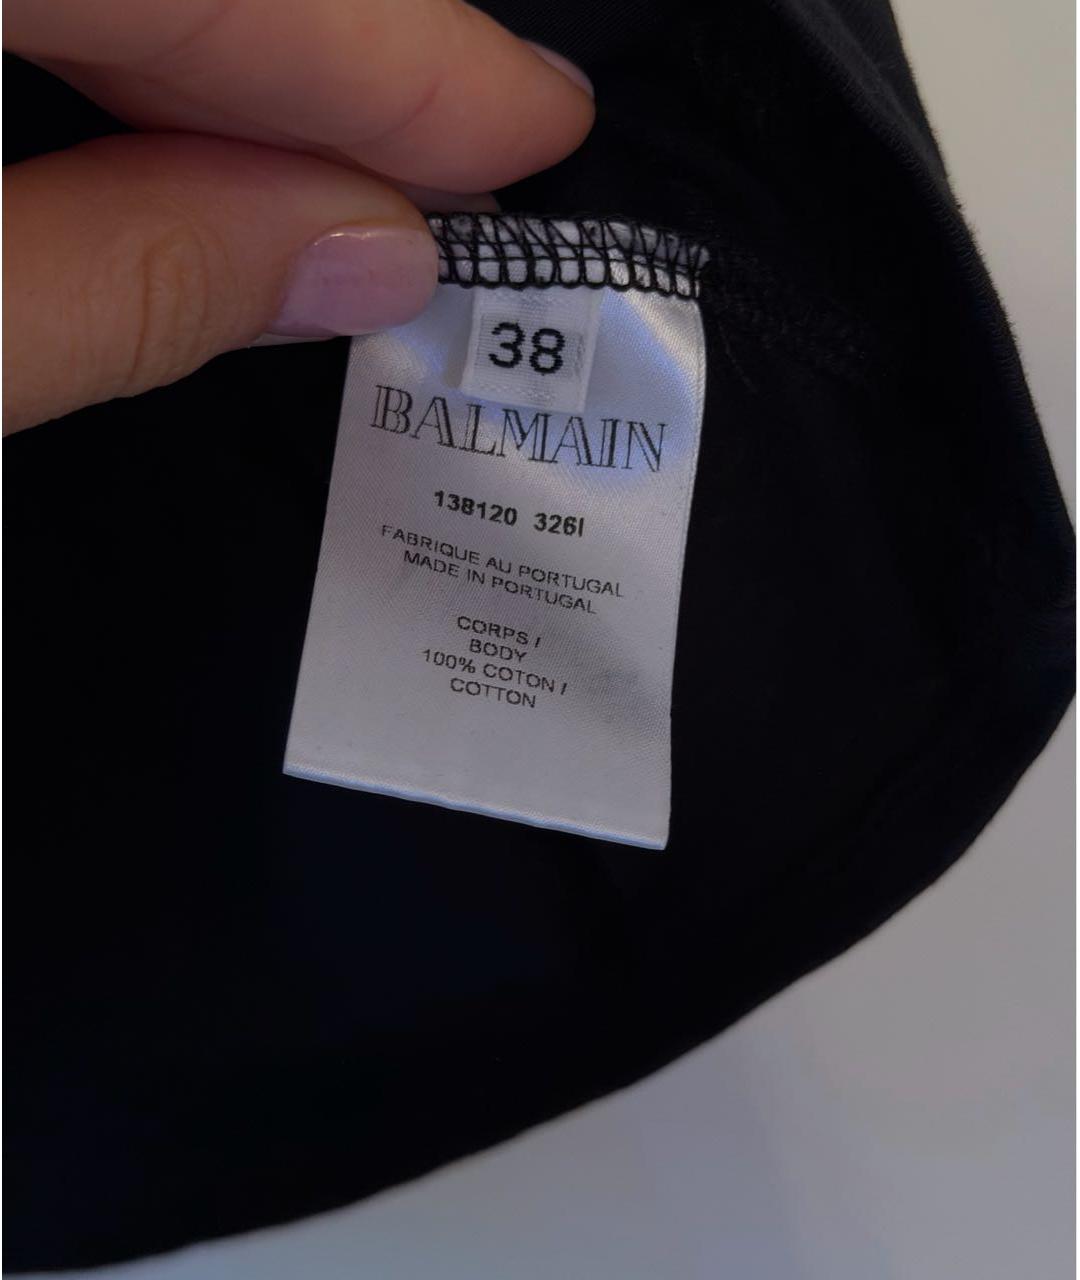 38
BALMAIN
138120 326I
FABRIQUE AU PORTUGAL
MADE IN PORTUGAL
CORPS /
BODY
100% COTON /
COTTON